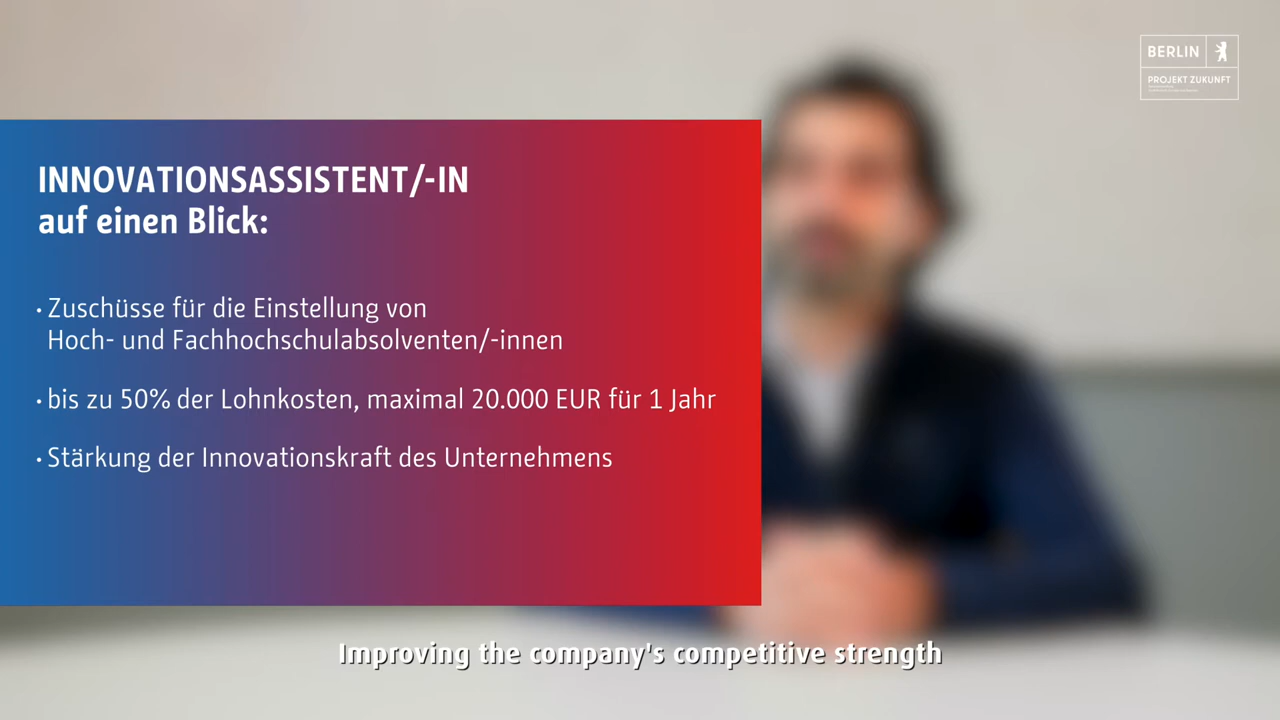 BERLIN
PROJEKT ZUKUNFT
INNOVATIONSASSISTENT/-IN
auf einen Blick:
· Zuschüsse für die Einstellung von
Hoch- und Fachhochschulabsolventen/-innen
· bis zu 50% der Lohnkosten, maximal 20.000 EUR für 1 Jahr
· Stärkung der Innovationskraft des Unternehmens
Improving the company's competitive strength